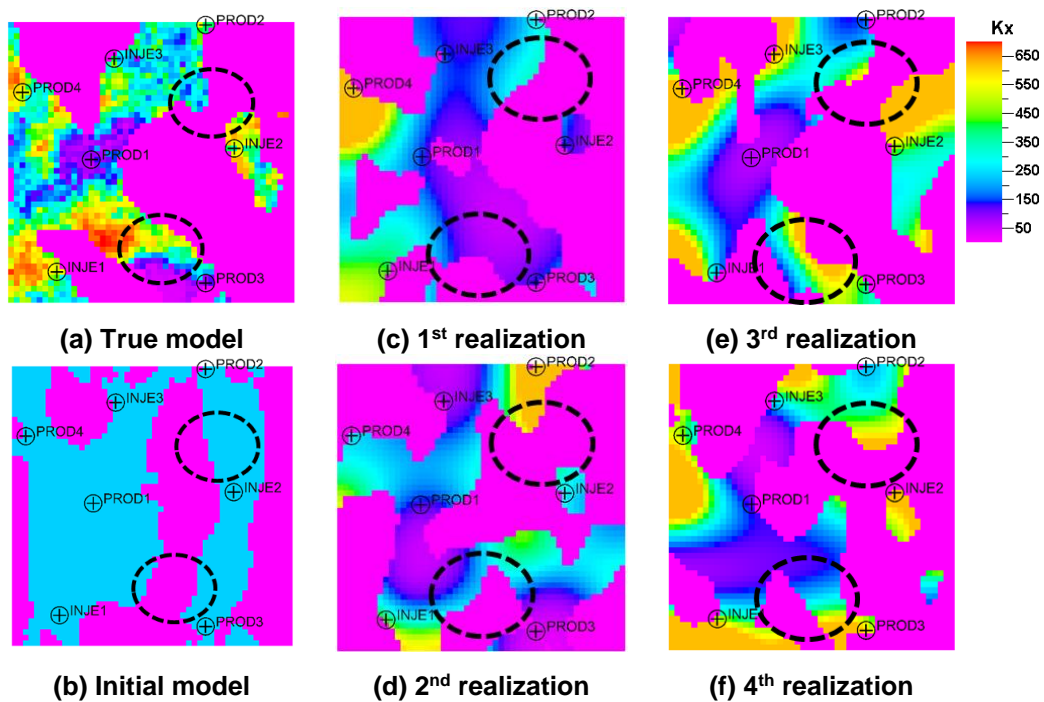 PROD2
INJE3
PROD4
PROD1
INJE2
INJE1
PROD3
(a) True model
PROD2
INJE3
PROD4
PROD1
INJE2
INJE1
PROD3
(c) 1st realization
PROD2
INJE3
PROD4
PROD1
INJE2
INJE1
PROD3
(e) 3rd realization
Kx
650
550
450
350
250
150
50
PROD2
INJE3
PROD4
PROD1
INJE2
INJE1
PROD3
(b) Initial model
PROD2
INJE3
PROD4
PROD1
INJE2
INJE1
PROD3
(d) 2nd realization
PROD2
INJE3
PROD4
PROD1
INJE2
INJE
PROD3
(f) 4th realization